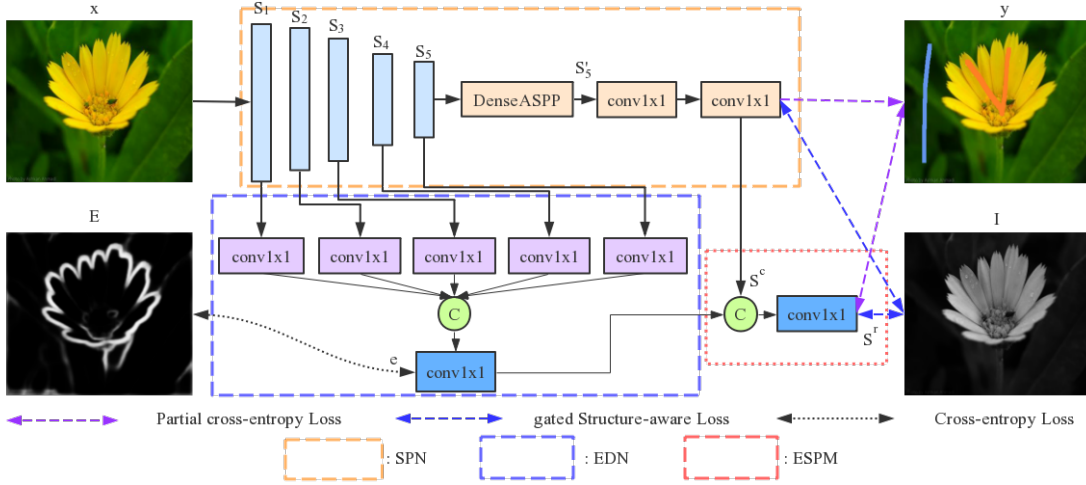 x
S1
S2
S3
S4
S5
S'5
y
DenseASPP
conv1x1
conv1x1
E
I
conv1x1
conv1x1
conv1x1
conv1x1
conv1x1
S^c
C
C
conv1x1
S^r
e
conv1x1
Partial cross-entropy Loss
gated Structure-aware Loss
Cross-entropy Loss
: SPN
: EDN
: ESPM